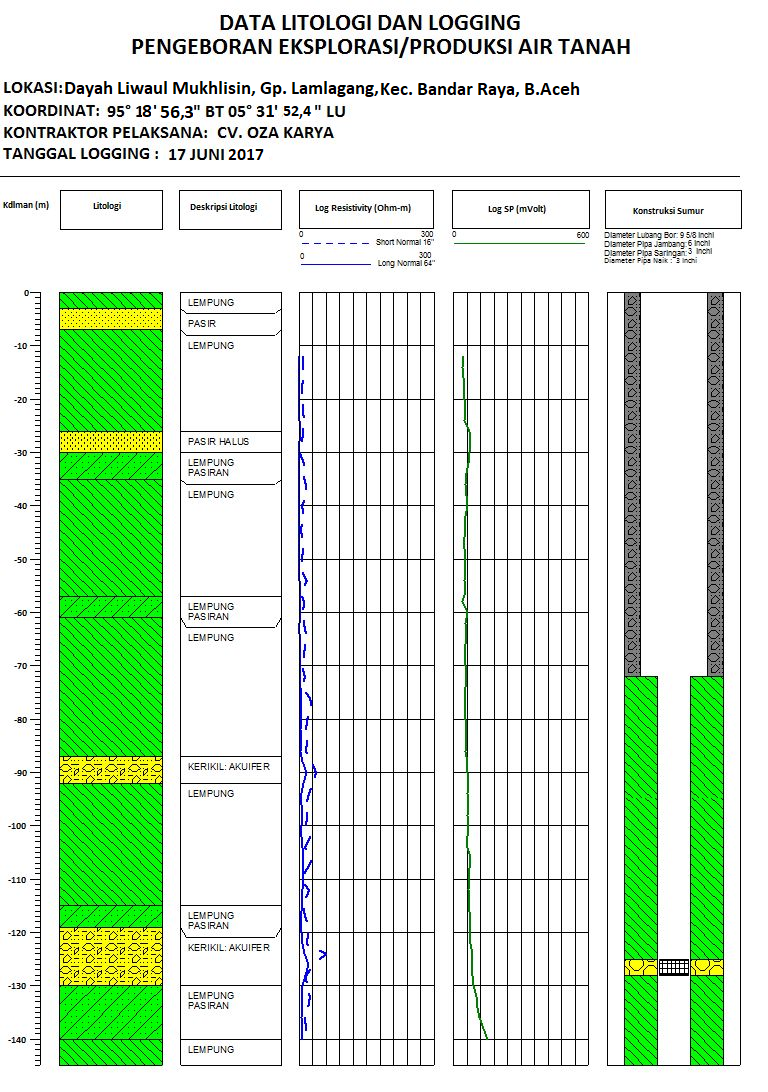 DATA LITOLOGI DAN LOGGING
PENGEBORAN EKSPLORASI/PRODUKSI AIR TANAH
LOKASI:Dayah Liwaul Mukhlisin, Gp. Lamlagang,Kec. Bandar Raya, B.Aceh
KOORDINAT: 95° 18' 56,3" BT 05° 31' 52,4" LU
KONTRAKTOR PELAKSANA: CV. OZA KARYA
TANGGAL LOGGING : 17 JUNI 2017
Kdlman (m) Litologi Deskripsi Litologi Log Resistivity (Ohm-m) Log SP (mVolt) Konstruksi Sumur
0 300
Short Normal 16"
0 300
Long Normal 64"
0 600
Diameter Lubang Bor: 9 5/8 Inchi
Diameter Pipa Jambang: 6 Inchi
Diameter Pipa Saringan: 3 Inchi
Diameter Pipa Naik : 3 Inchi
0
LEMPUNG
PASIR
-10
LEMPUNG
-20
PASIR HALUS
-30
LEMPUNG
PASIRAN
LEMPUNG
-40
-50
LEMPUNG
-60
PASIRAN
LEMPUNG
-70
-80
KERIKIL: AKUIFER
-90
LEMPUNG
-100
-110
LEMPUNG
PASIRAN
-120
KERIKIL: AKUIFER
-130
LEMPUNG
PASIRAN
-140
LEMPUNG